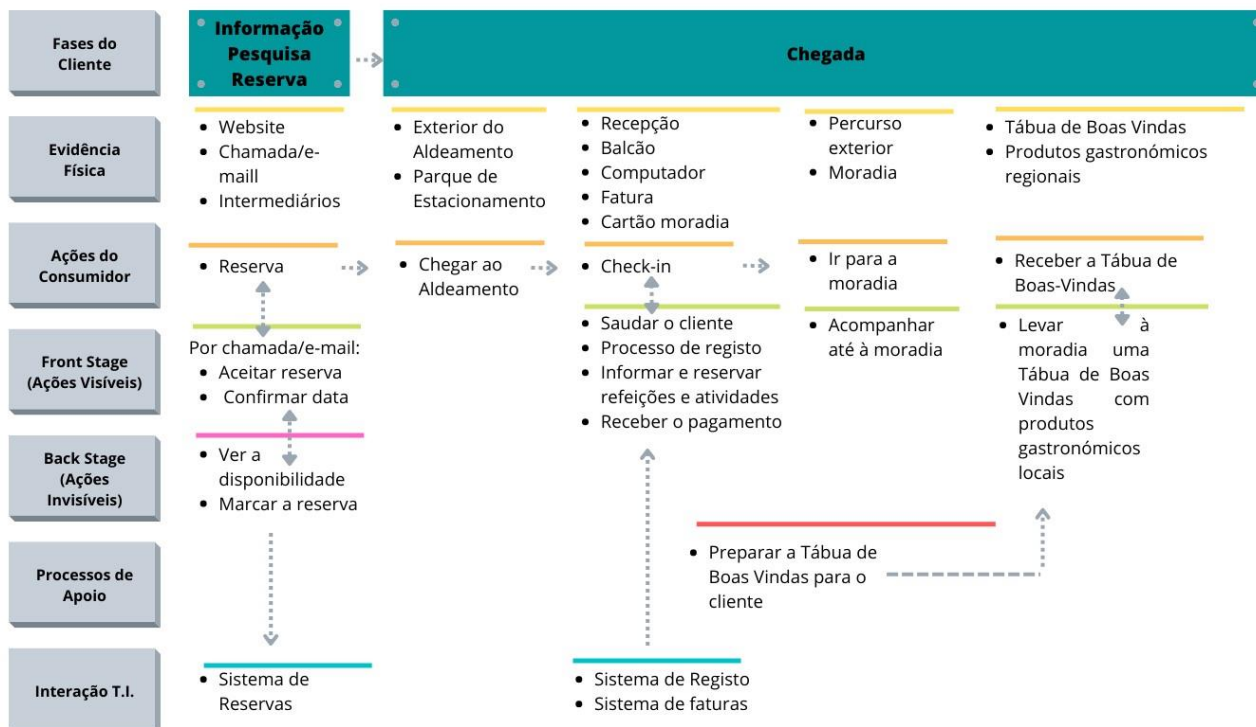 Fases do
Cliente
Informação
Pesquisa
Reserva
Chegada
Evidência
Física
• Website
• Chamada/e-
maill
• Intermediários
• Exterior do
Aldeamento
• Parque de
Estacionamento
• Recepção
• Balcão
• Computador
• Fatura
• Cartão moradia
• Percurso
exterior
• Moradia
• Tábua de Boas Vindas
• Produtos gastronómicos
regionais
Ações do
Consumidor
• Reserva
• Chegar ao
Aldeamento
• Check-in
• Ir para a
moradia
• Receber a Tábua de
Boas-Vindas
Front Stage
(Ações Visíveis)
Por chamada/e-mail:
• Aceitar reserva
• Confirmar data
• Saudar o cliente
• Processo de registo
• Informar e reservar
refeições e atividades
• Receber o pagamento
• Acompanhar
até à moradia
• Levar à
moradia uma
Tábua de Boas
Vindas com
produtos
gastronómicos
locais
Back Stage
(Ações
Invisíveis)
• Ver a
disponibilidade
• Marcar a reserva
Processos de
Apoio
• Preparar a Tábua de
Boas Vindas para o
cliente
Interação T.I.
• Sistema de
Reservas
• Sistema de Registo
• Sistema de faturas